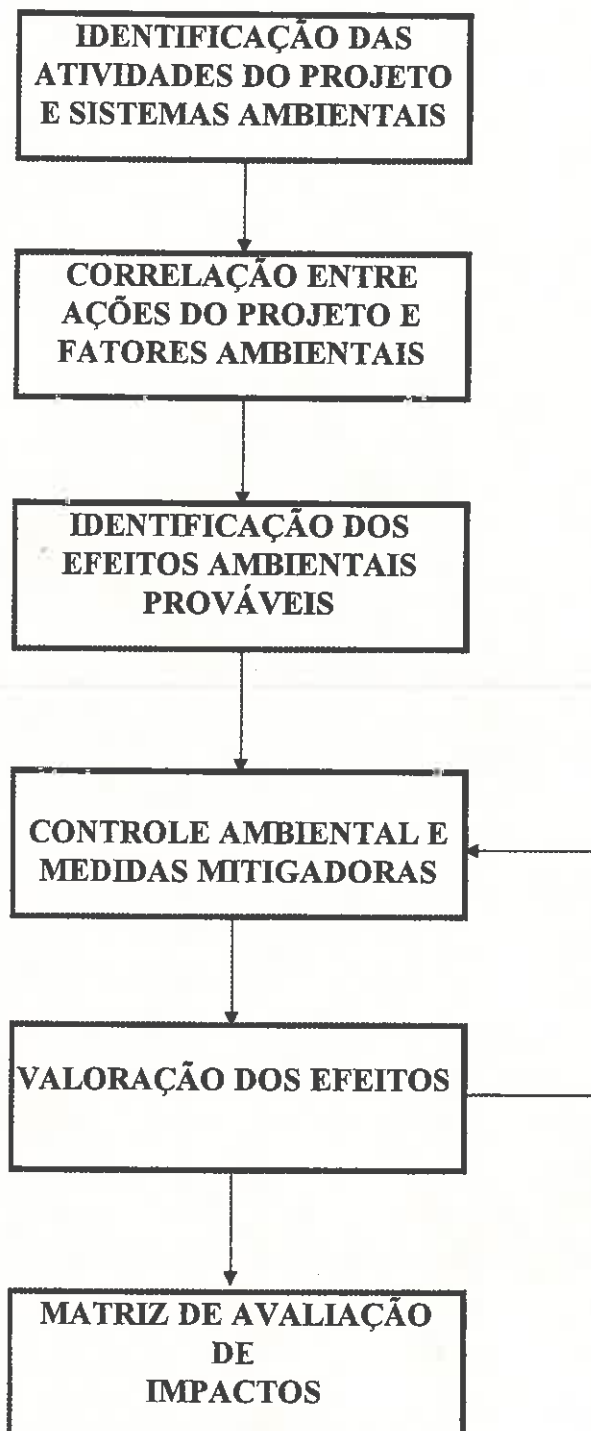 IDENTIFICAÇÃO DAS
ATIVIDADES DO PROJETO
E SISTEMAS AMBIENTAIS
CORRELAÇÃO ENTRE
AÇÕES DO PROJETO E
FATORES AMBIENTAIS
IDENTIFICAÇÃO DOS
EFEITOS AMBIENTAIS
PROVÁVEIS
CONTROLE AMBIENTAL E
MEDIDAS MITIGADORAS
VALORAÇÃO DOS EFEITOS
MATRIZ DE AVALIAÇÃO
DE
IMPACTOS